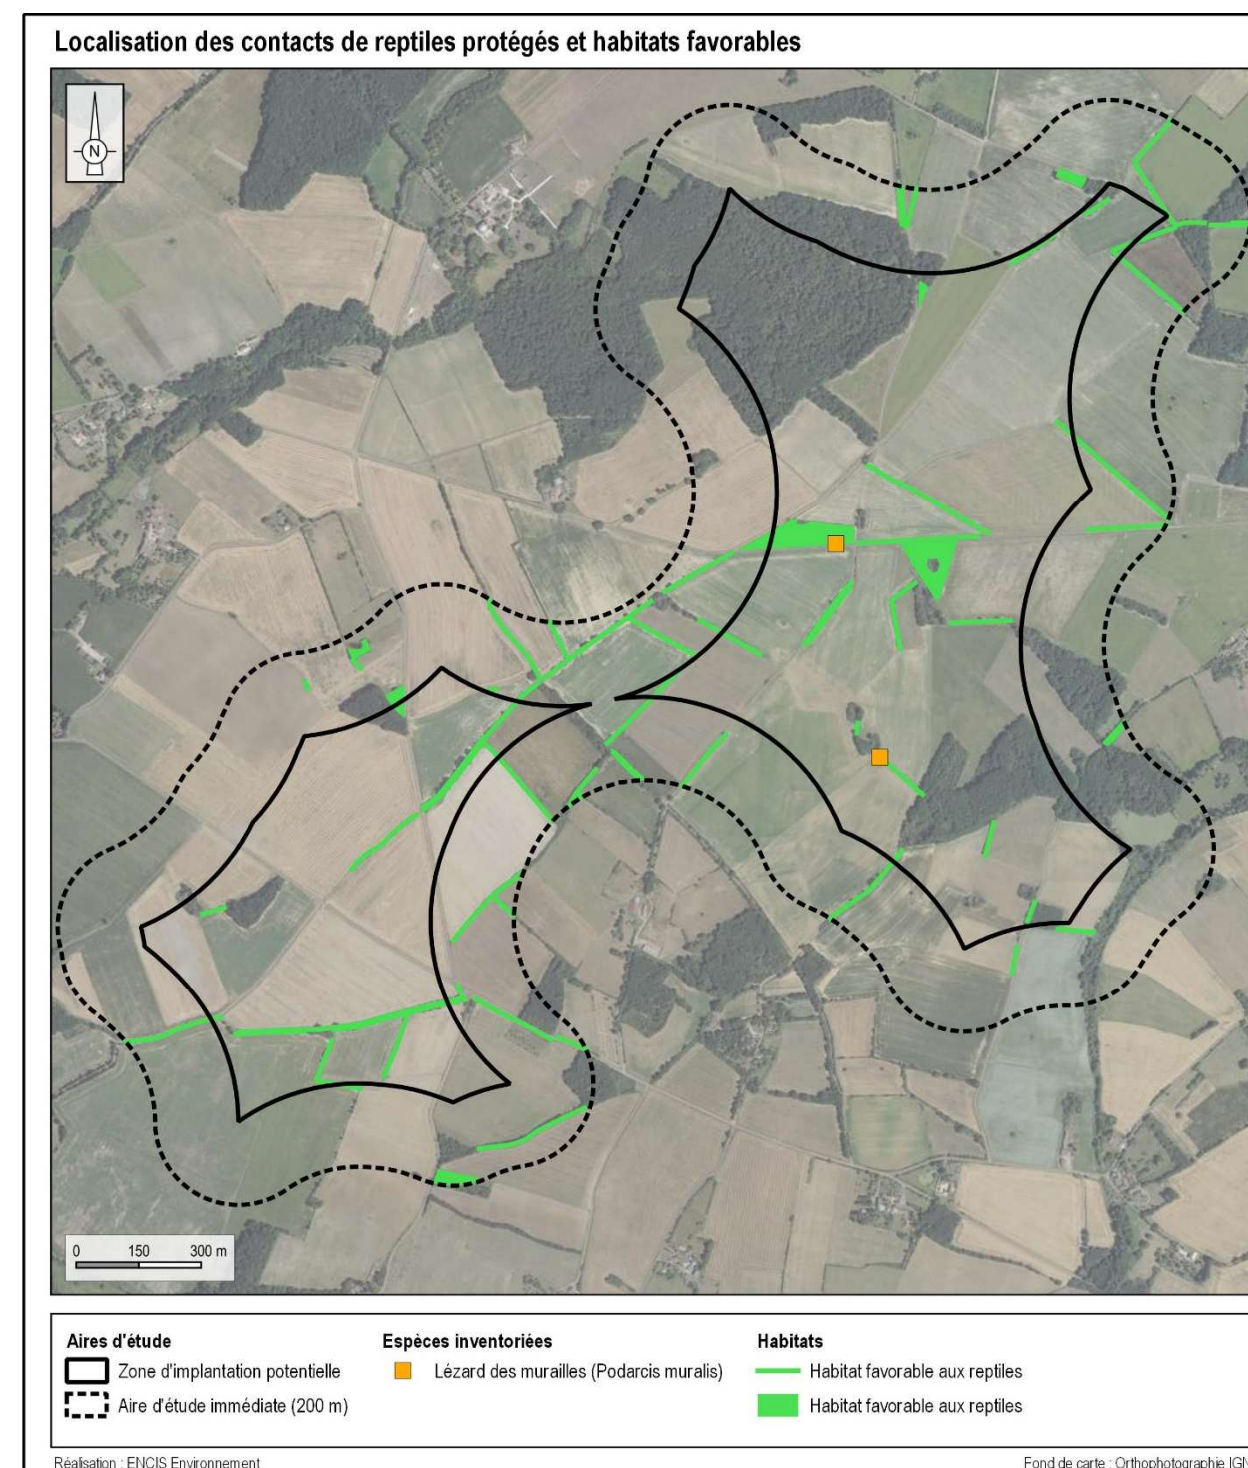 Localisation des contacts de reptiles protégés et habitats favorables
N
0 150 300 m
Aires d'étude
Zone d'implantation potentielle
Aire d'étude immédiate (200 m)
Espèces inventoriées
Lézard des murailles (Podarcis muralis)
Habitats
Habitat favorable aux reptiles
Habitat favorable aux reptiles
Réalisation : ENCIS Environnement
Fond de carte : Orthophotographie IGN